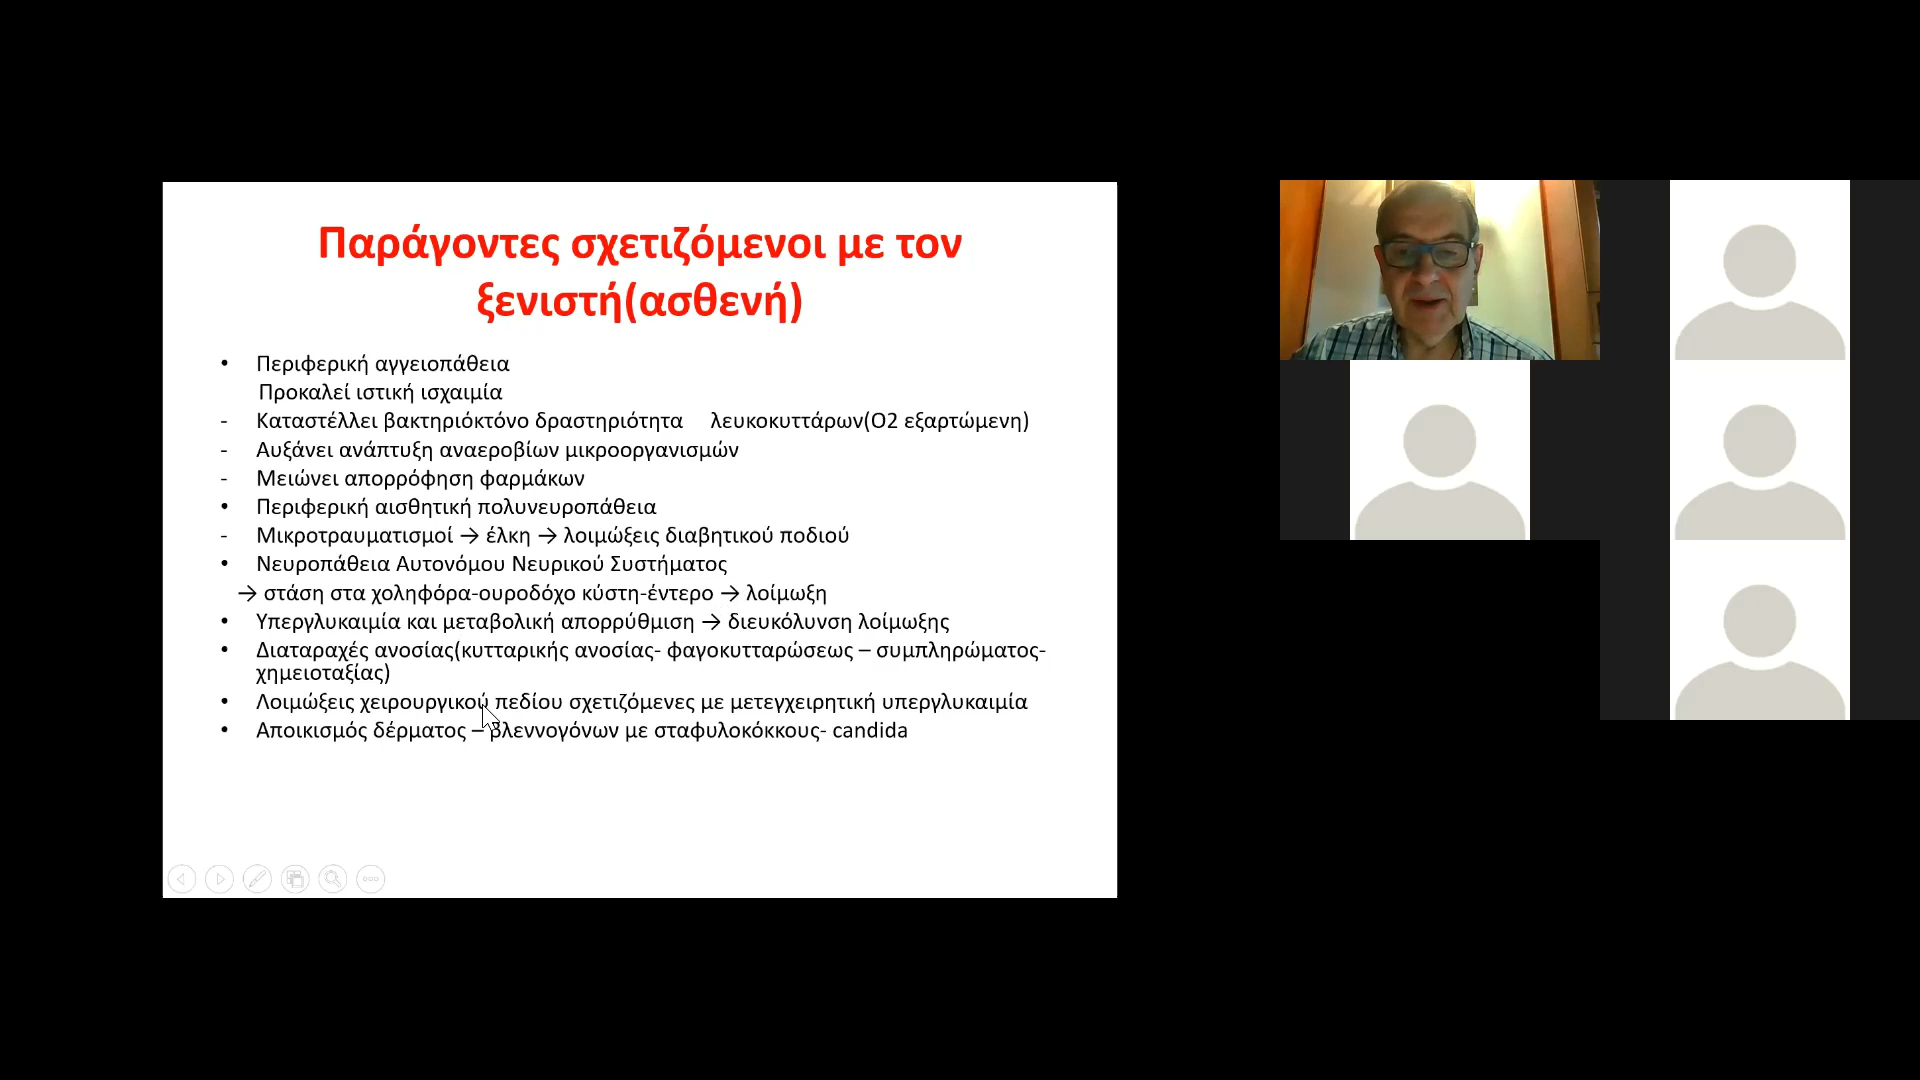 Παράγοντες σχετιζόμενοι με τον
ξενιστή(ασθενή)
• Περιφερική αγγειοπάθεια
Προκαλεί ιστική ισχαιμία
- Καταστέλλει βακτηριόκτόνο δραστηριότητα λευκοκυττάρων(Ο2 εξαρτώμενη)
- Αυξάνει ανάπτυξη αναεροβίων μικροοργανισμών
- Μειώνει απορρόφηση φαρμάκων
• Περιφερική αισθητική πολυνευροπάθεια
- Μικροτραυματισμοί → έλκη → λοιμώξεις διαβητικού ποδιού
• Νευροπάθεια Αυτονόμου Νευρικού Συστήματος
→ στάση στα χοληφόρα-ουροδόχο κύστη-έντερο → λοίμωξη
• Υπεργλυκαιμία και μεταβολική απορρύθμιση → διευκόλυνση λοίμωξης
• Διαταραχές ανοσίας(κυτταρικής ανοσίας- φαγοκυτταρώσεως – συμπληρώματος-
χημειοταξίας)
• Λοιμώξεις χειρουργικού πεδίου σχετιζόμενες με μετεγχειρητική υπεργλυκαιμία
• Αποικισμός δέρματος – βλεννογόνων με σταφυλοκόκκους- candida